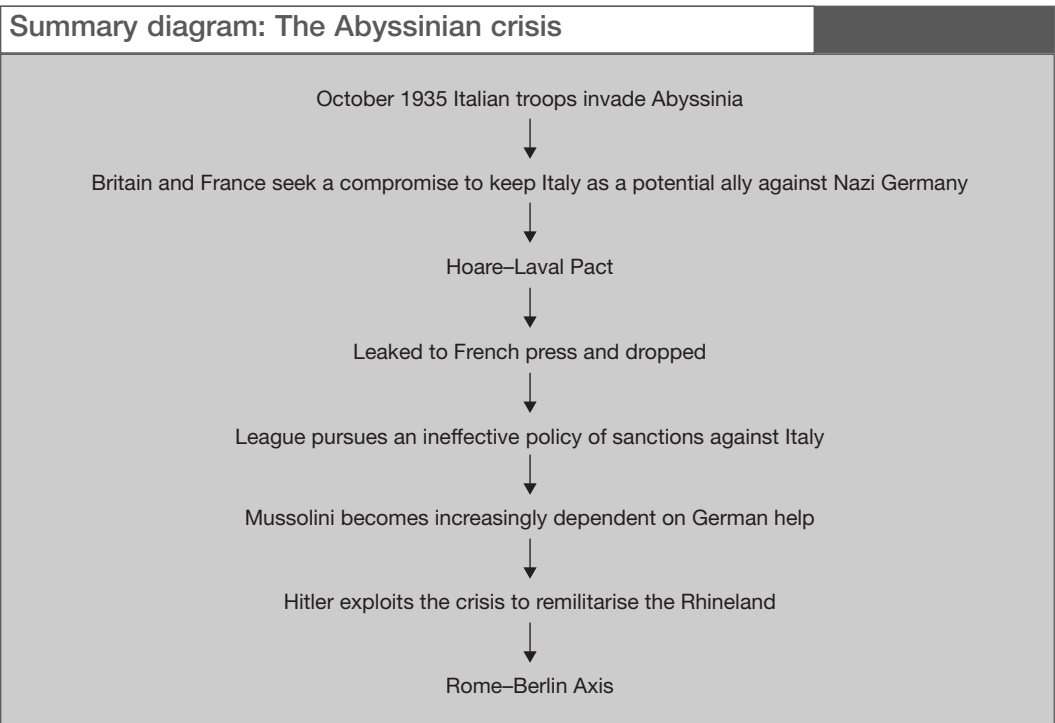 Summary diagram: The Abyssinian crisis
October 1935 Italian troops invade Abyssinia
Britain and France seek a compromise to keep Italy as a potential ally against Nazi Germany
Hoare–Laval Pact
Leaked to French press and dropped
League pursues an ineffective policy of sanctions against Italy
Mussolini becomes increasingly dependent on German help
Hitler exploits the crisis to remilitarise the Rhineland
Rome–Berlin Axis